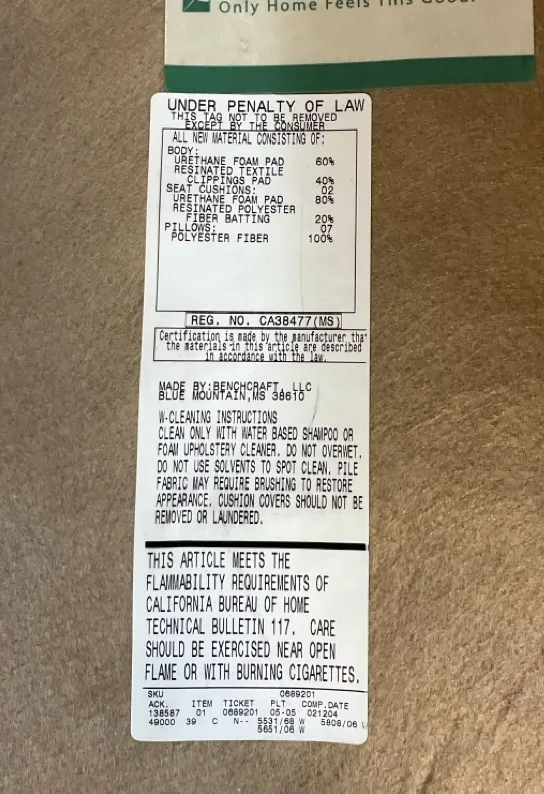 Only Home Feels This Good.
UNDER PENALTY OF LAW
THIS TAG NOT TO BE REMOVED
EXCEPT BY THE CONSUMER
ALL NEW MATERIAL CONSISTING OF:
BODY:
URETHANE FOAM PAD 60%
RESINATED TEXTILE
CLIPPINGS PAD 40%
SEAT CUSHIONS: 02
URETHANE FOAM PAD 80%
RESINATED POLYESTER
FIBER BATTING 20%
PILLOWS: 07
POLYESTER FIBER 100%
REG. NO. CA38477(MS)
Certification is made by the manufacturer that
the materials in this article are described
in accordance with the law.
MADE BY:BENCHCRAFT, LLC
BLUE MOUNTAIN,MS 38610
W-CLEANING INSTRUCTIONS
CLEAN ONLY WITH WATER BASED SHAMPOO OR
FOAM UPHOLSTERY CLEANER. DO NOT OVERWET.
DO NOT USE SOLVENTS TO SPOT CLEAN. PILE
FABRIC MAY REQUIRE BRUSHING TO RESTORE
APPEARANCE. CUSHION COVERS SHOULD NOT BE
REMOVED OR LAUNDERED.
THIS ARTICLE MEETS THE
FLAMMABILITY REQUIREMENTS OF
CALIFORNIA BUREAU OF HOME
TECHNICAL BULLETIN 117. CARE
SHOULD BE EXERCISED NEAR OPEN
FLAME OR WITH BURNING CIGARETTES.
SKU 0689201
ACK. ITEM TICKET PLT COMP.DATE
138587 01 0689201 05-05 021204
49000 39 C N-- 5531/68 W 5808/06
5651/06 W